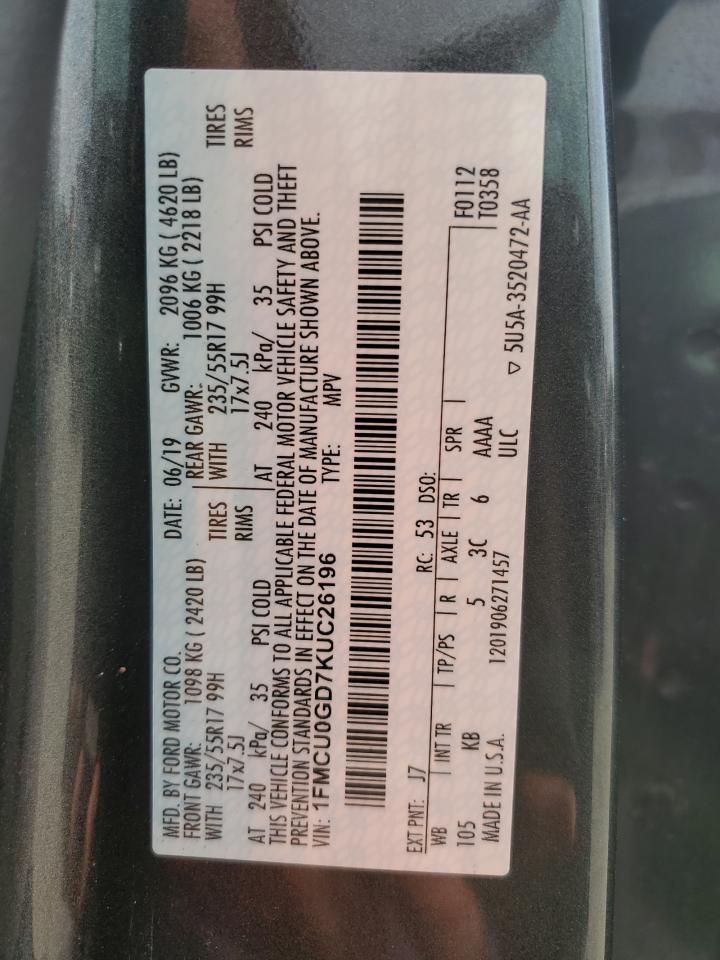 MFD. BY FORD MOTOR CO. DATE: 06/19 GVWR: 2096 KG ( 4620 LB)
FRONT GAWR: 1098 KG ( 2420 LB) REAR GAWR: 1006 KG ( 2218 LB)
WITH 235/55R17 99H TIRES WITH 235/55R17 99H TIRES
17x7.5J RIMS 17x7.5J RIMS
AT 240 kPa/ 35 PSI COLD AT 240 kPa/ 35 PSI COLD
THIS VEHICLE CONFORMS TO ALL APPLICABLE FEDERAL MOTOR VEHICLE SAFETY AND THEFT
PREVENTION STANDARDS IN EFFECT ON THE DATE OF MANUFACTURE SHOWN ABOVE.
VIN: 1FMCU0GD7KUC26196 TYPE: MPV
EXT PNT: J7 RC: 53 DSO:
WB INT TR TP/PS R AXLE TR SPR F0112
105 KB 5 3C 6 AAAA T0358
MADE IN U.S.A. 1201906271457 ULC ▽ 5U5A-3520472-AA